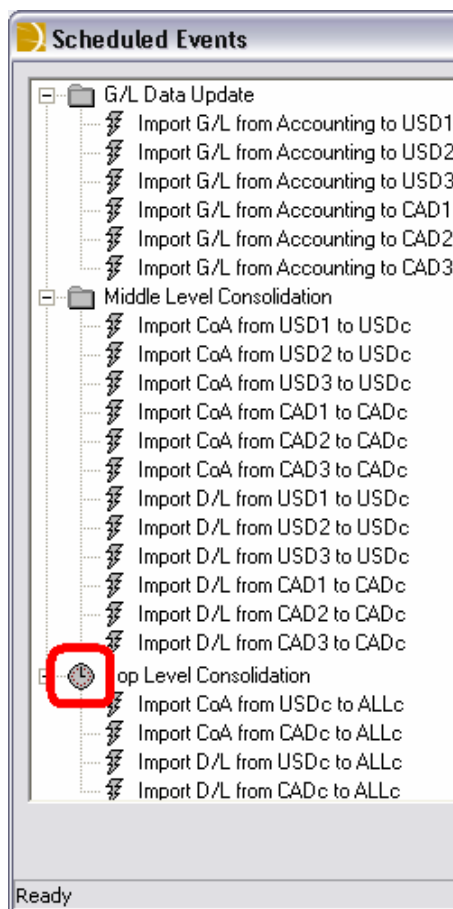 Scheduled Events
G/L Data Update
Import G/L from Accounting to USD1
Import G/L from Accounting to USD2
Import G/L from Accounting to USD3
Import G/L from Accounting to CAD1
Import G/L from Accounting to CAD2
Import G/L from Accounting to CAD3
Middle Level Consolidation
Import CoA from USD1 to USDc
Import CoA from USD2 to USDc
Import CoA from USD3 to USDc
Import CoA from CAD1 to CADc
Import CoA from CAD2 to CADc
Import CoA from CAD3 to CADc
Import D/L from USD1 to USDc
Import D/L from USD2 to USDc
Import D/L from USD3 to USDc
Import D/L from CAD1 to CADc
Import D/L from CAD2 to CADc
Import D/L from CAD3 to CADc
op Level Consolidation
Import CoA from USDc to ALLc
Import CoA from CADc to ALLc
Import D/L from USDc to ALLc
Import D/L from CADc to ALLc
Ready